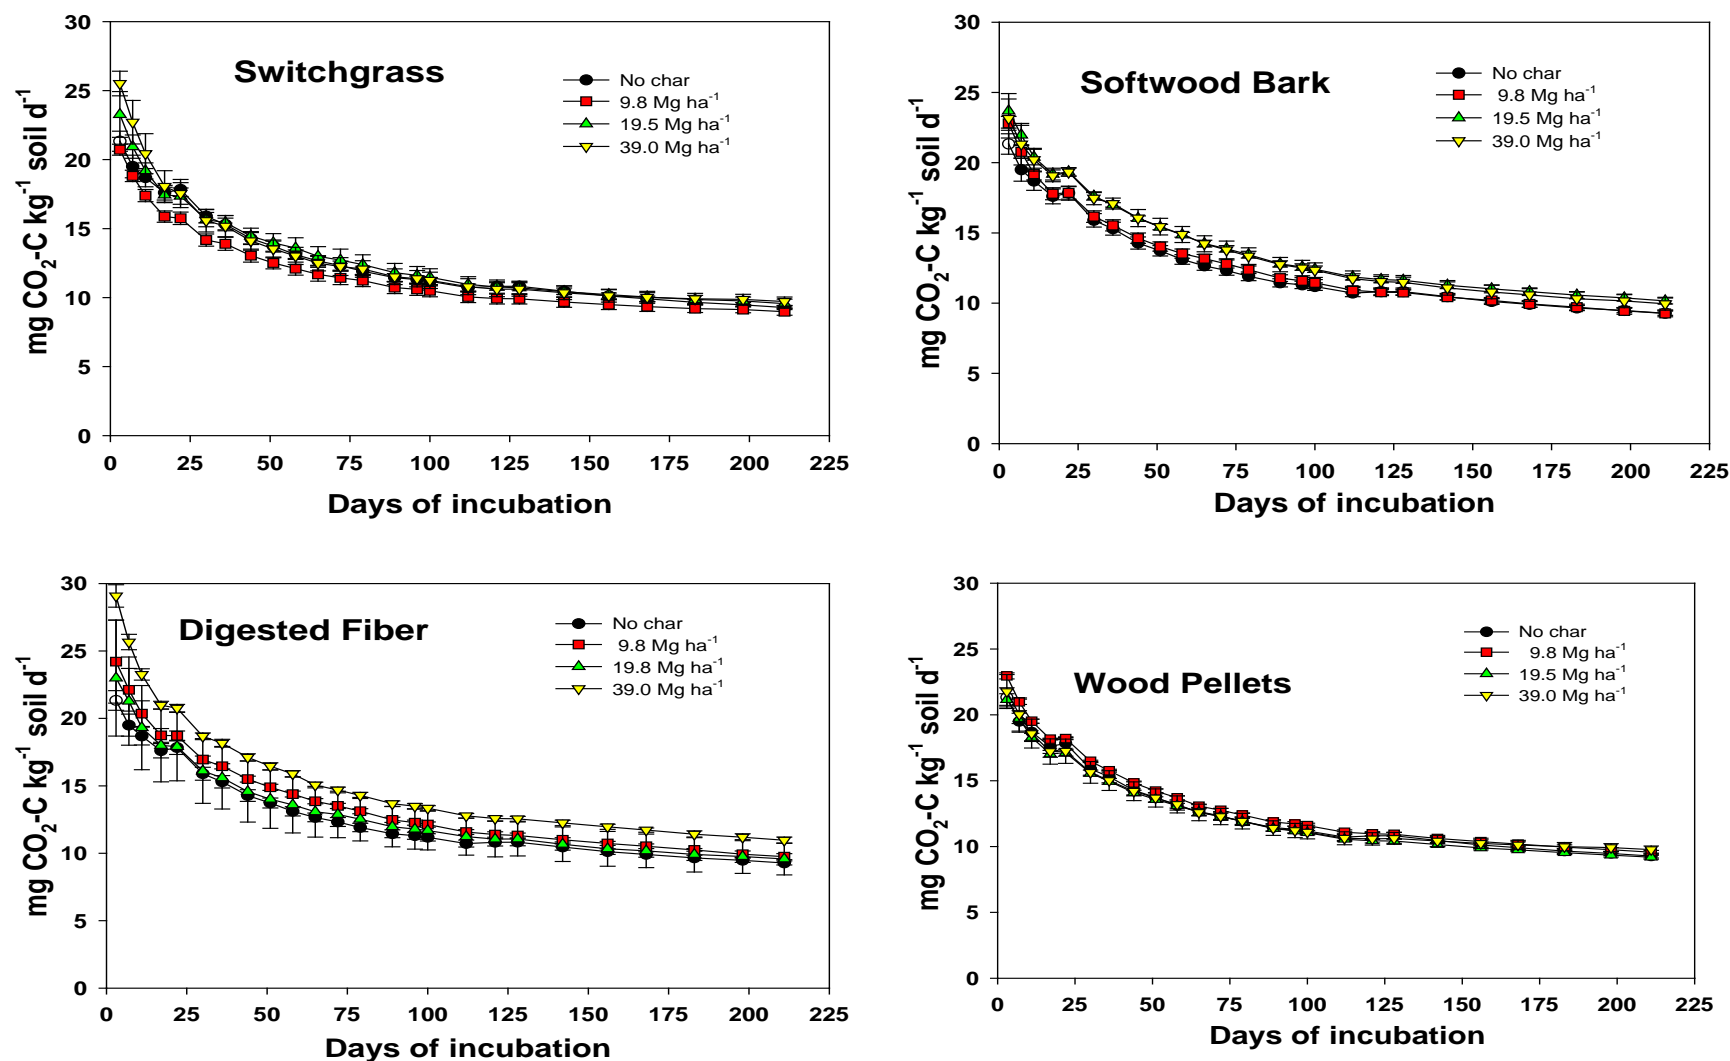 Switchgrass
No char
9.8 Mg ha⁻¹
19.5 Mg ha⁻¹
39.0 Mg ha⁻¹
mg CO₂-C kg⁻¹ soil d⁻¹
30
25
20
15
10
5
0
0 25 50 75 100 125 150 175 200 225
Days of incubation
Softwood Bark
No char
9.8 Mg ha⁻¹
19.5 Mg ha⁻¹
39.0 Mg ha⁻¹
mg CO₂-C kg⁻¹ soil d⁻¹
30
25
20
15
10
5
0
0 25 50 75 100 125 150 175 200 225
Days of incubation
Digested Fiber
No char
9.8 Mg ha⁻¹
19.8 Mg ha⁻¹
39.0 Mg ha⁻¹
mg CO₂-C kg⁻¹ soil d⁻¹
30
25
20
15
10
5
0
0 25 50 75 100 125 150 175 200 225
Days of incubation
Wood Pellets
No char
9.8 Mg ha⁻¹
19.5 Mg ha⁻¹
39.0 Mg ha⁻¹
mg CO₂-C kg⁻¹ soil d⁻¹
30
25
20
15
10
5
0
0 25 50 75 100 125 150 175 200 225
Days of incubation